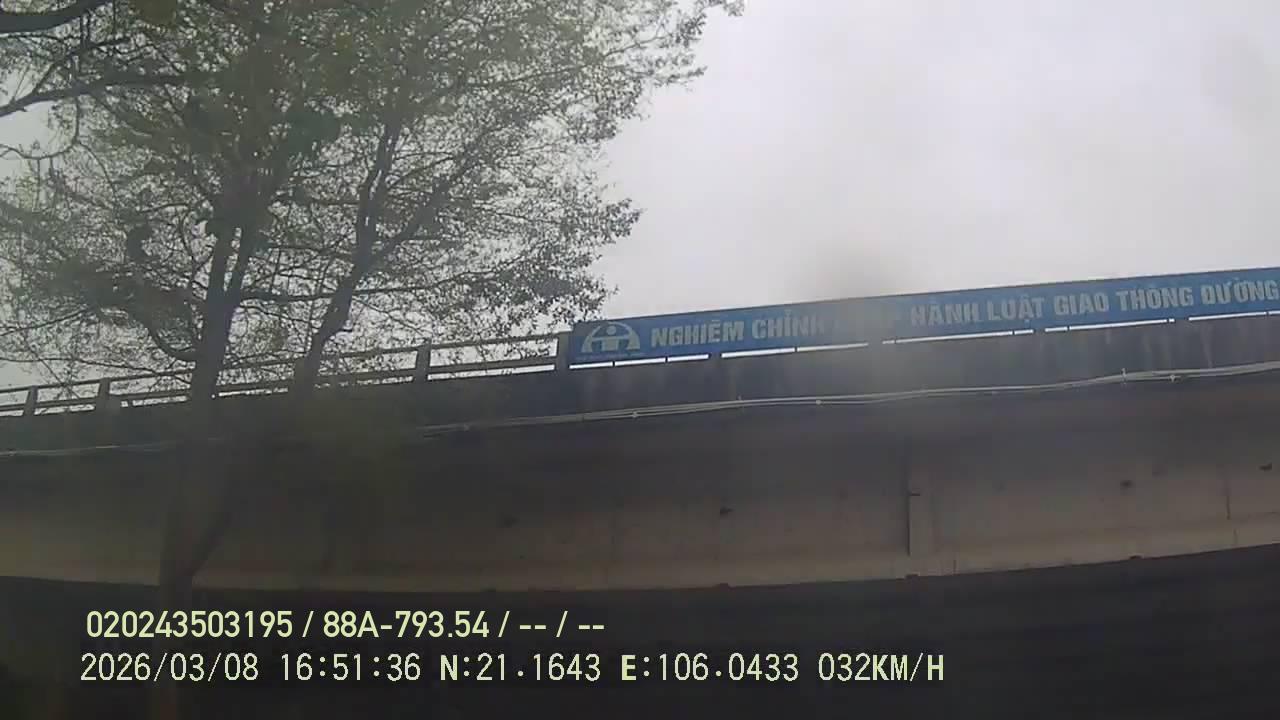 NGHIÊM CHỈNH HÀNH LUẬT GIAO THÔNG ĐƯỜNG
020243503195 / 88A-793.54 / -- / --
2026/03/08 16:51:36 N:21.1643 E:106.0433 032KM/H